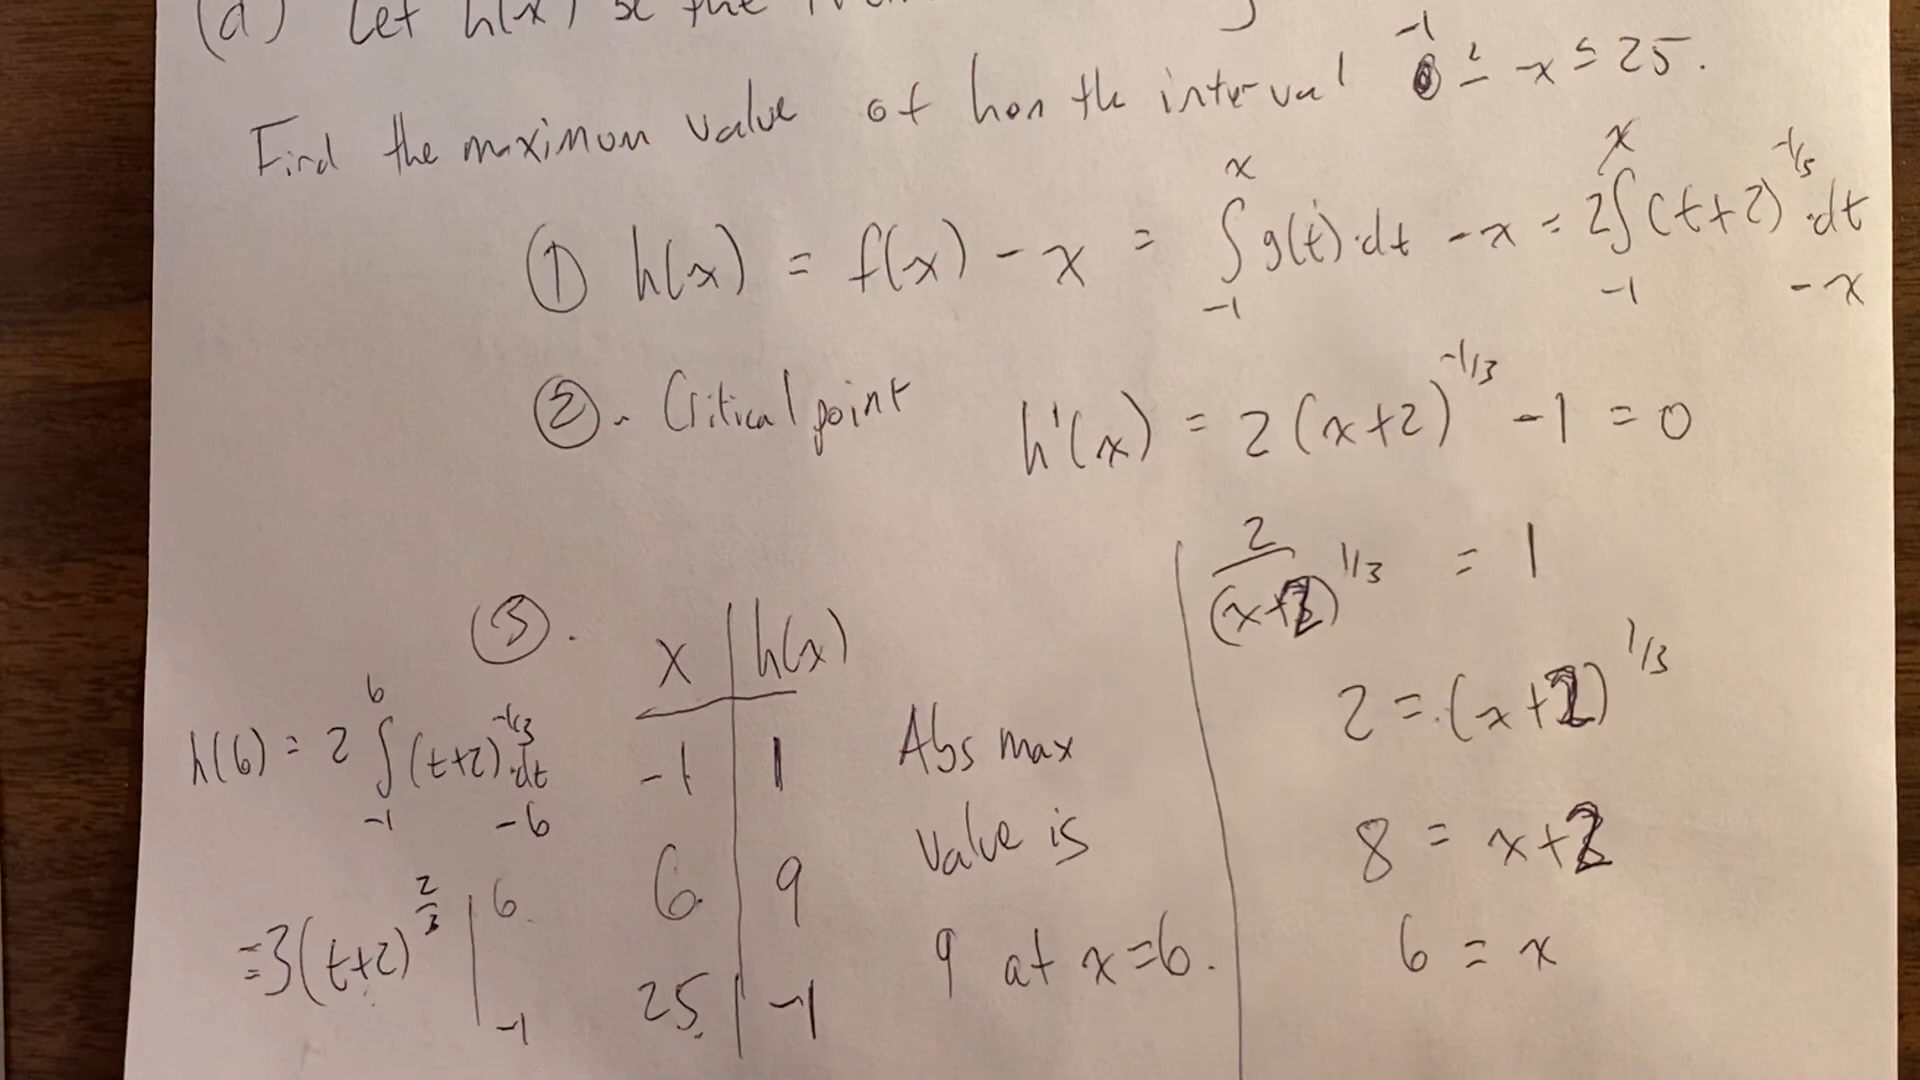 (d) Let h(x) be the
Find the maximum value of h on the interval -1 ≤ x ≤ 25.
① h(x) = f(x) - x = ∫_{-1}^{x} g(t)·dt - x = 2∫_{-1}^{x} (t+2)^{-1/3}·dt - x
② - Critical point h'(x) = 2(x+2)^{-1/3} - 1 = 0
2/(x+2)^{1/3} = 1
2 = (x+2)^{1/3}
8 = x+2
6 = x
③.
x | h(x)
-1 | 1
6 | 9
25 | -1
h(6) = 2∫_{-1}^{6} (t+2)^{-1/3}·dt - 6
= 3(t+2)^{2/3} |_{-1}^{6}
Abs max
value is
9 at x=6.